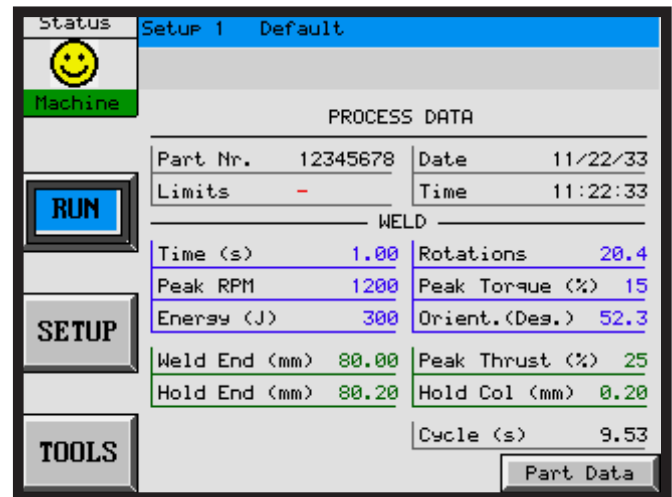 Status
Setup 1 Default
Machine
PROCESS DATA
Part Nr. 12345678 Date 11/22/33
Limits - Time 11:22:33
RUN
WELD
Time (s) 1.00 Rotations 20.4
Peak RPM 1200 Peak Torque (%) 15
Energy (J) 300 Orient.(Deg.) 52.3
SETUP
Weld End (mm) 80.00 Peak Thrust (%) 25
Hold End (mm) 80.20 Hold Col (mm) 0.20
Cycle (s) 9.53
TOOLS
Part Data